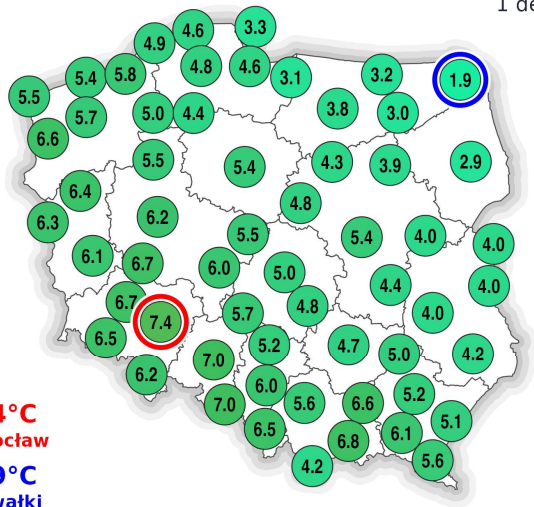 1 de
4.6 3.3
4.9
4.8 4.6
5.4 5.8 3.1 3.2 1.9
5.5
5.7 5.0 4.4 3.8 3.0
6.6
5.5 5.4 4.3 3.9 2.9
6.4
6.3 6.2 4.8
5.5 5.4 4.0 4.0
6.1 6.7 6.0 5.0
4.4 4.0
6.7 5.7 4.8 4.0
7.4
6.5 5.2 4.7 5.0 4.2
7.0
6.2 6.0
7.0 5.6 6.6 5.2
6.5 6.8 6.1 5.1
4.2 5.6
4°C
ocław
9°C
wałki